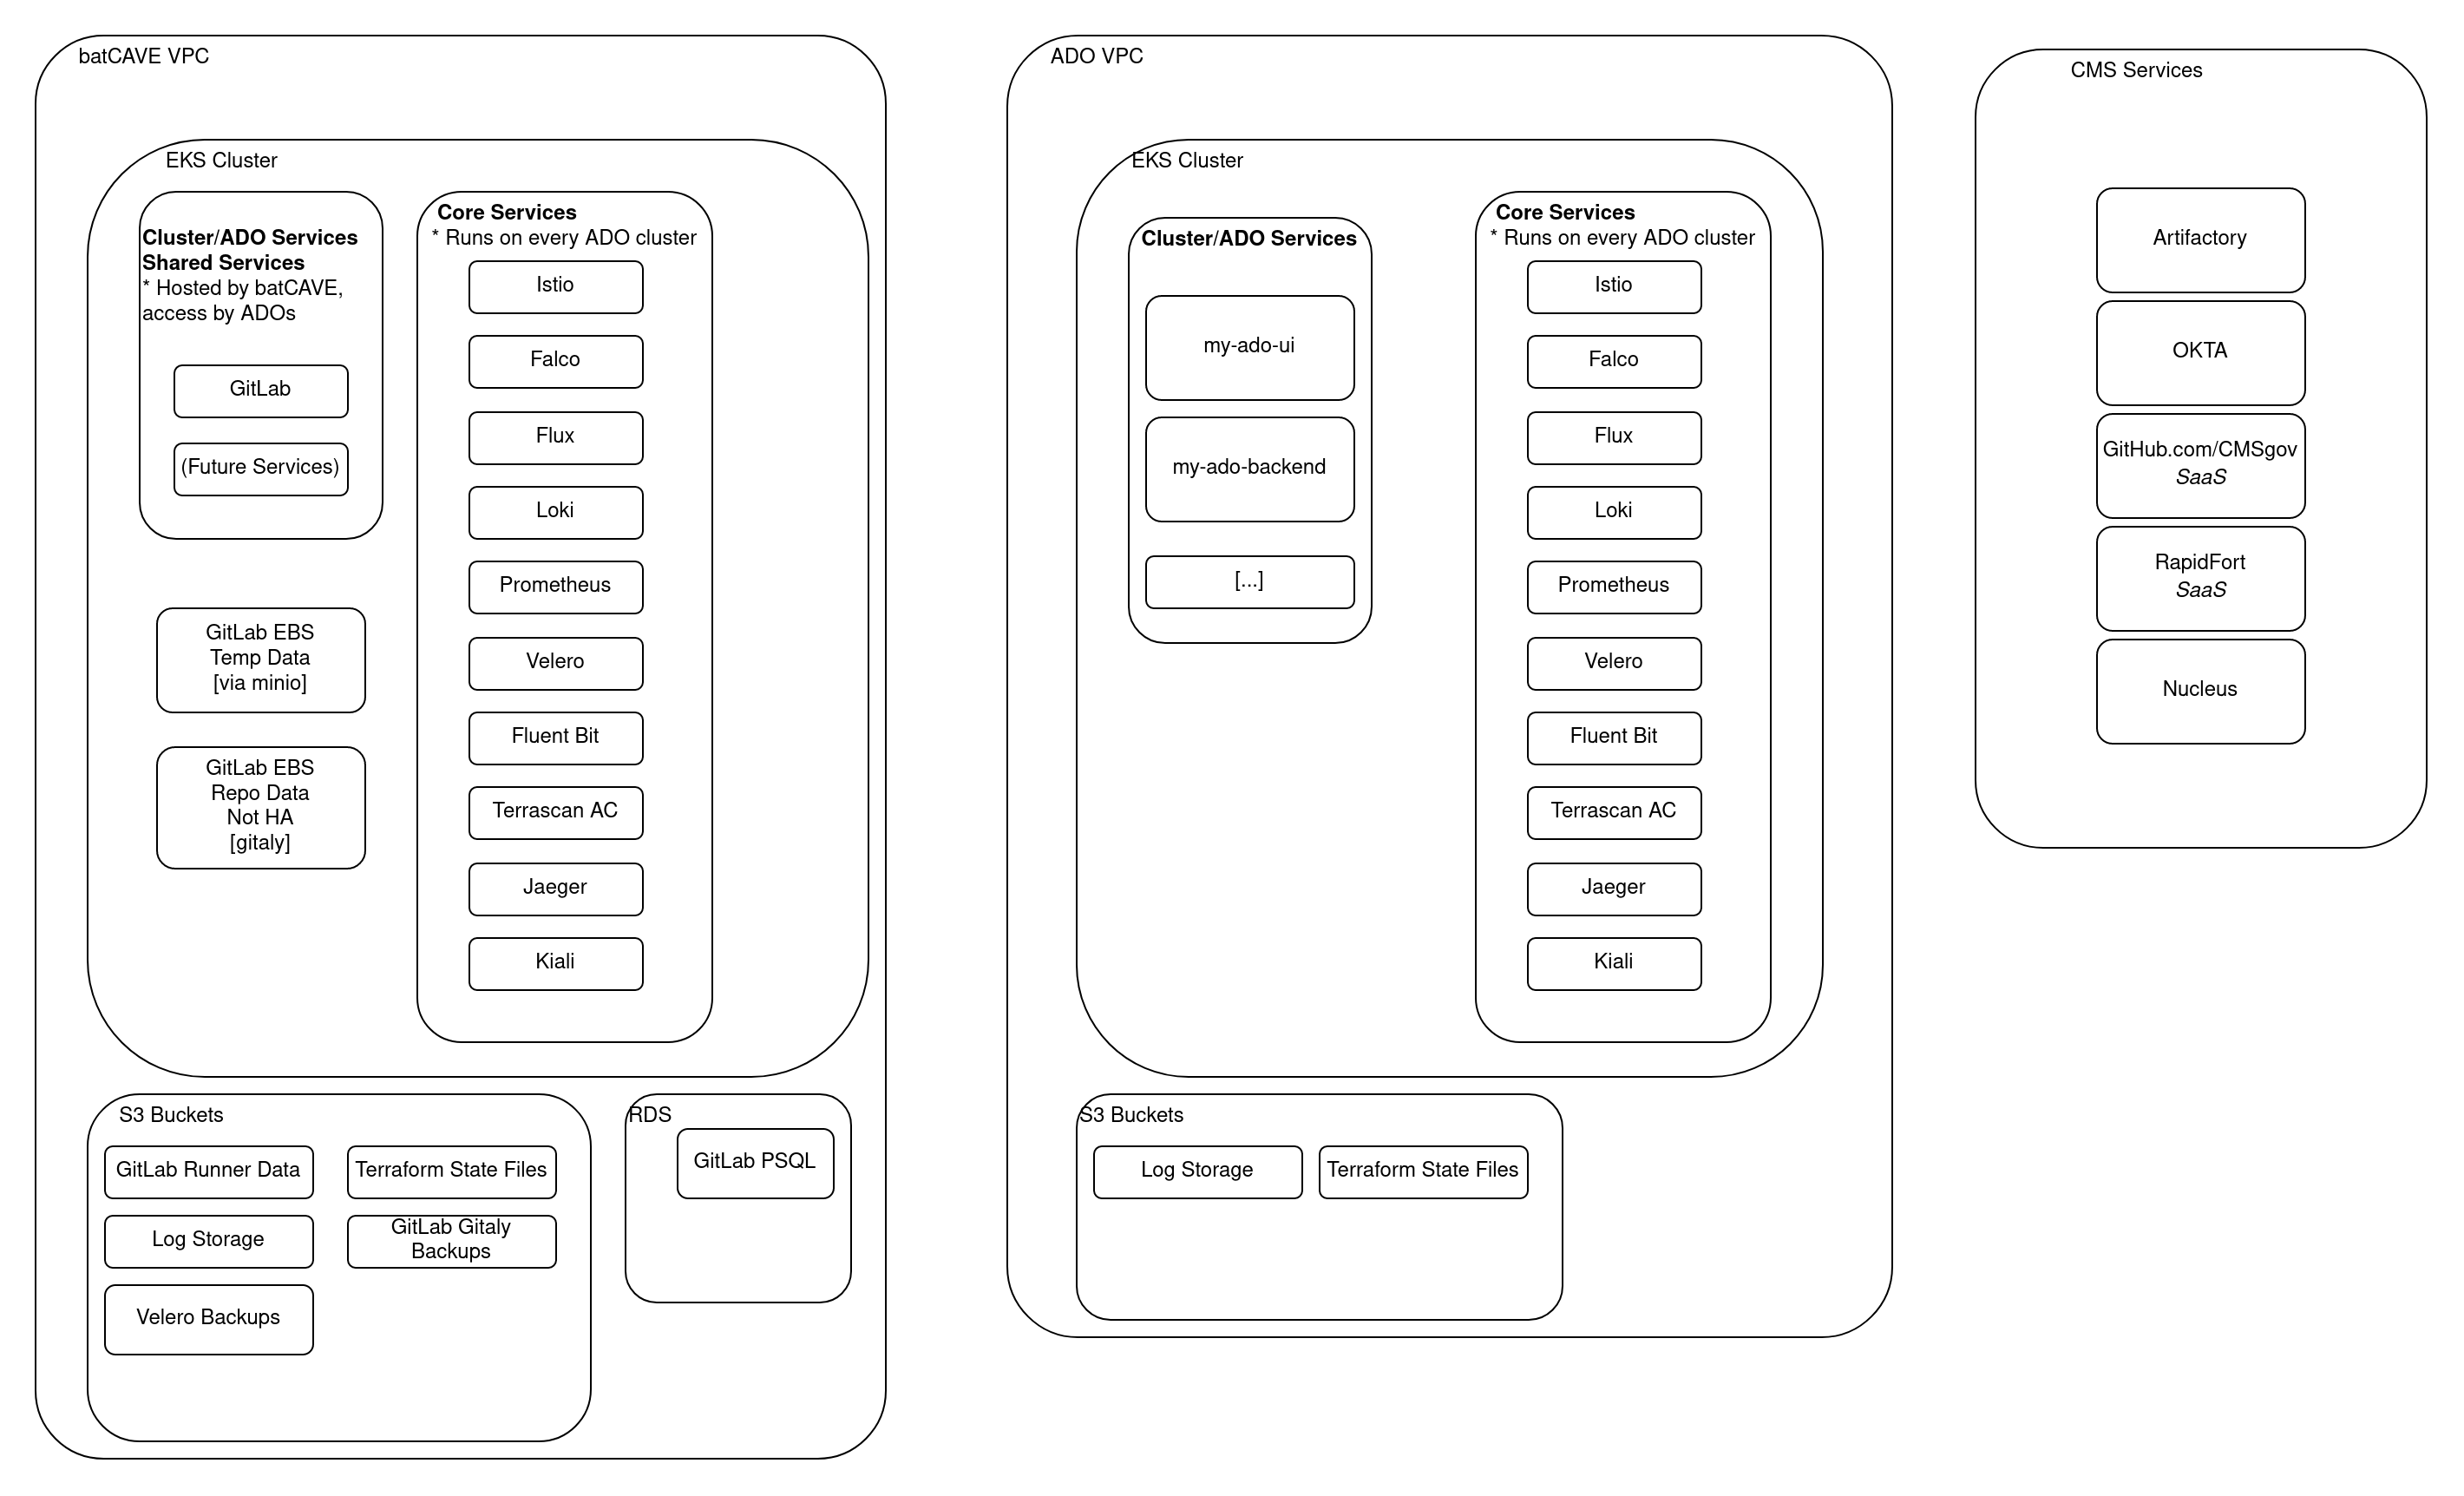 batCAVE VPC
EKS Cluster
Cluster/ADO Services
Shared Services
* Hosted by batCAVE,
access by ADOs
GitLab
(Future Services)
GitLab EBS
Temp Data
[via minio]
GitLab EBS
Repo Data
Not HA
[gitaly]
Core Services
* Runs on every ADO cluster
Istio
Falco
Flux
Loki
Prometheus
Velero
Fluent Bit
Terrascan AC
Jaeger
Kiali
S3 Buckets
GitLab Runner Data
Terraform State Files
Log Storage
GitLab Gitaly
Backups
Velero Backups
RDS
GitLab PSQL
ADO VPC
EKS Cluster
Cluster/ADO Services
my-ado-ui
my-ado-backend
[...]
Core Services
* Runs on every ADO cluster
Istio
Falco
Flux
Loki
Prometheus
Velero
Fluent Bit
Terrascan AC
Jaeger
Kiali
S3 Buckets
Log Storage
Terraform State Files
CMS Services
Artifactory
OKTA
GitHub.com/CMSgov
SaaS
RapidFort
SaaS
Nucleus